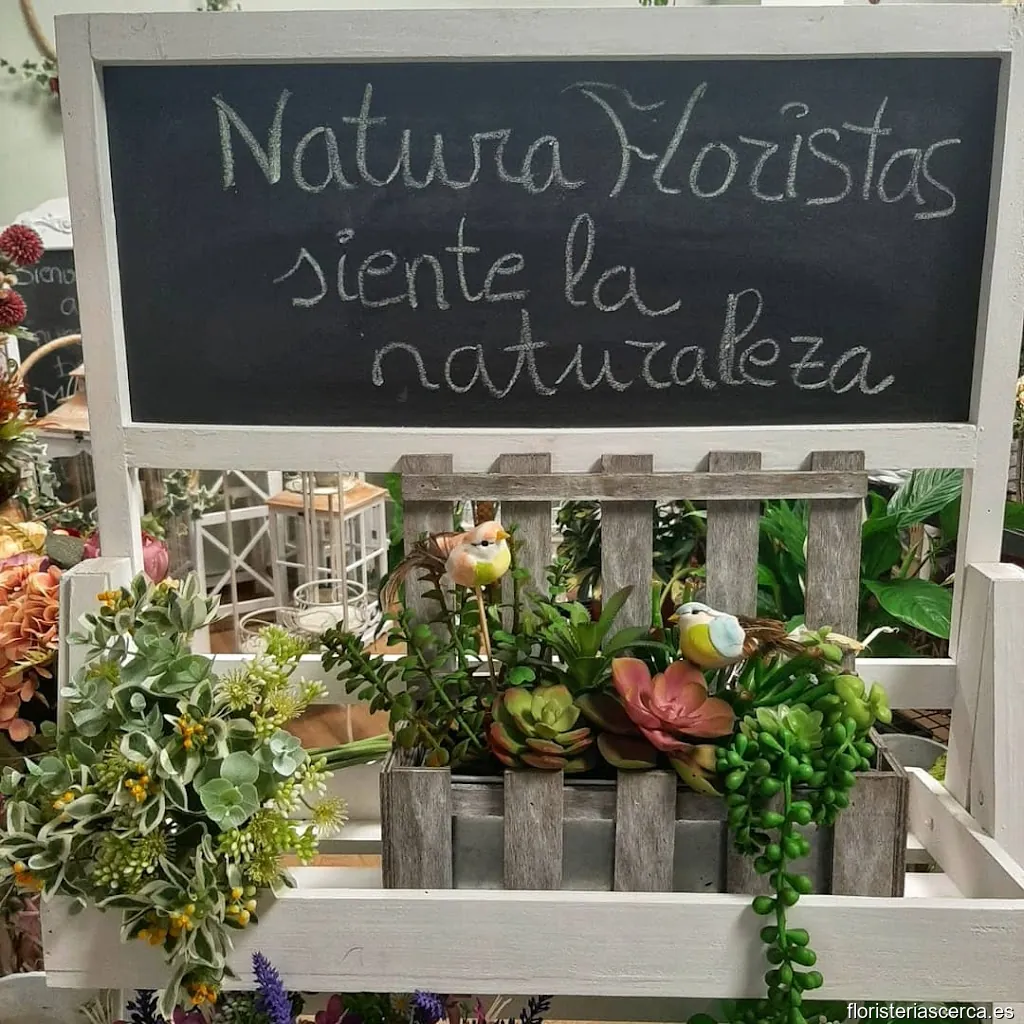 Natura Floristas
siente la
naturaleza
floristeriascerca.es